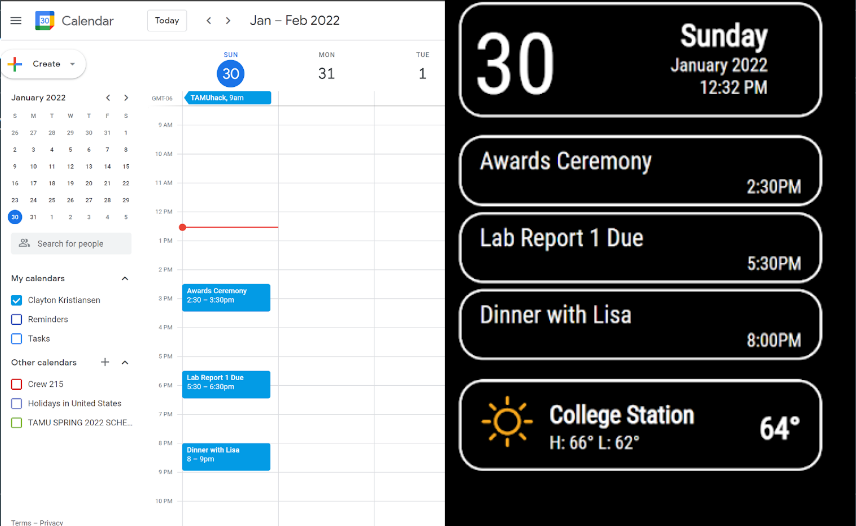 30 Calendar Today Jan – Feb 2022
Create
January 2022
S M T W T F S
26 27 28 29 30 31 1
2 3 4 5 6 7 8
9 10 11 12 13 14 15
16 17 18 19 20 21 22
23 24 25 26 27 28 29
30 31 1 2 3 4 5
Search for people
My calendars
Clayton Kristiansen
Reminders
Tasks
Other calendars
Crew 215
Holidays in United States
TAMU SPRING 2022 SCHE...
Terms – Privacy
SUN MON TUE
30 31 1
GMT-06 TAMUhack, 9am
9 AM
10 AM
11 AM
12 PM
1 PM
2 PM
3 PM
4 PM
5 PM
6 PM
7 PM
8 PM
9 PM
10 PM
Awards Ceremony
2:30 – 3:30pm
Lab Report 1 Due
5:30 – 6:30pm
Dinner with Lisa
8 – 9pm
30
Sunday
January 2022
12:32 PM
Awards Ceremony
2:30PM
Lab Report 1 Due
5:30PM
Dinner with Lisa
8:00PM
College Station
H: 66° L: 62°
64°